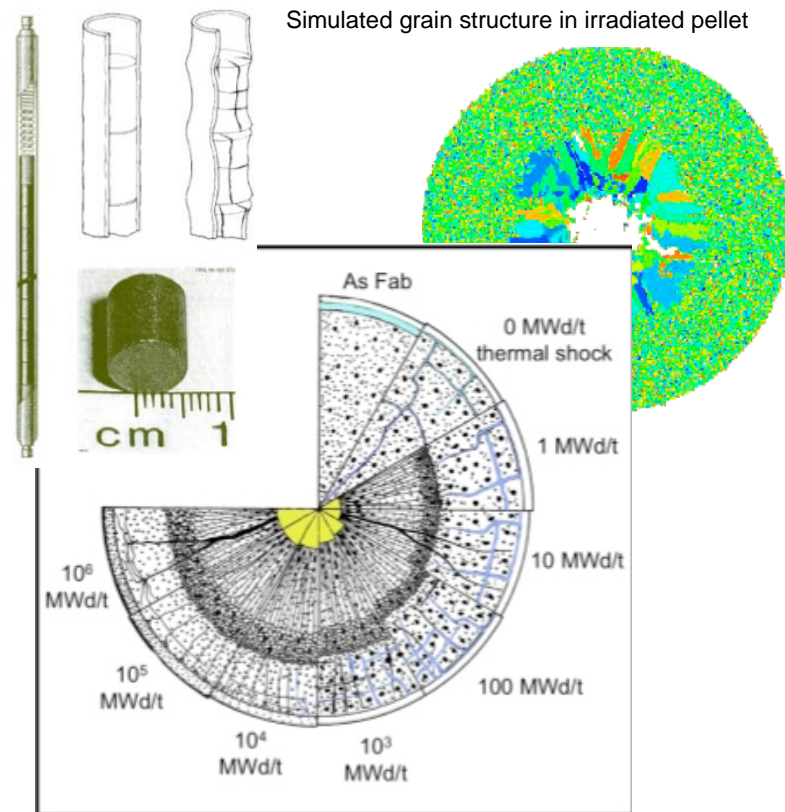 Simulated grain structure in irradiated pellet
cm 1
As Fab
0 MWd/t
thermal shock
1 MWd/t
10 MWd/t
100 MWd/t
10³
MWd/t
10⁴
MWd/t
10⁵
MWd/t
10⁶
MWd/t